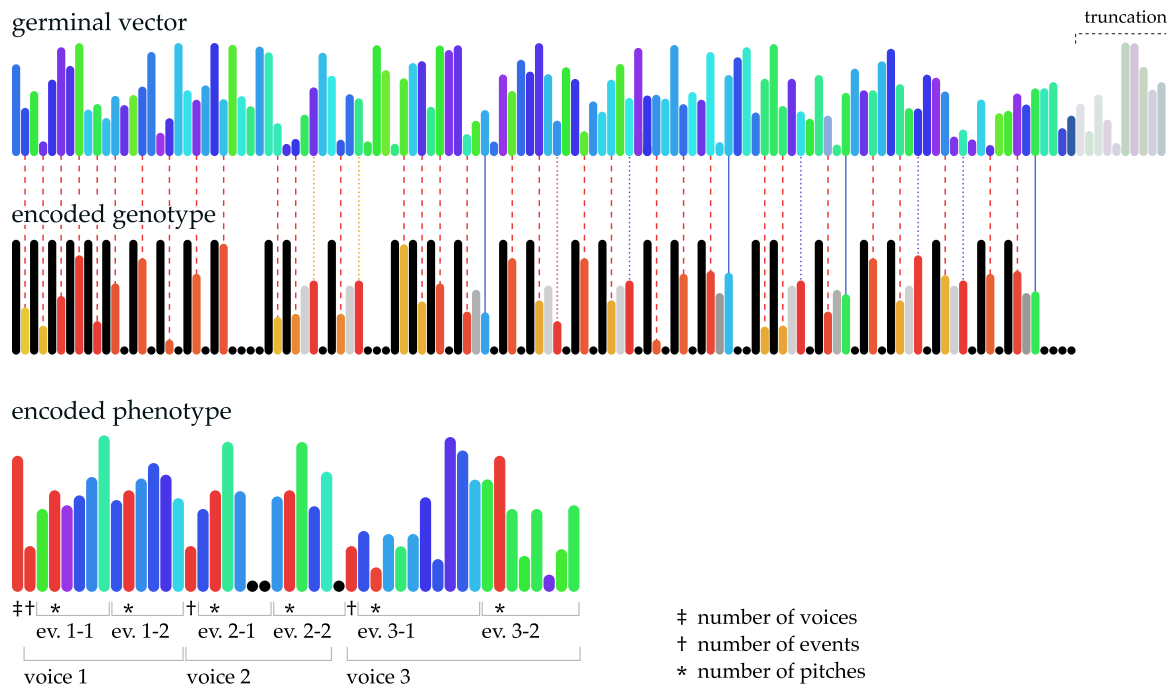 germinal vector
truncation
encoded genotype
encoded phenotype
‡ † * * † * * † * *
ev. 1-1 ev. 1-2 ev. 2-1 ev. 2-2 ev. 3-1 ev. 3-2
voice 1 voice 2 voice 3
‡ number of voices
† number of events
* number of pitches